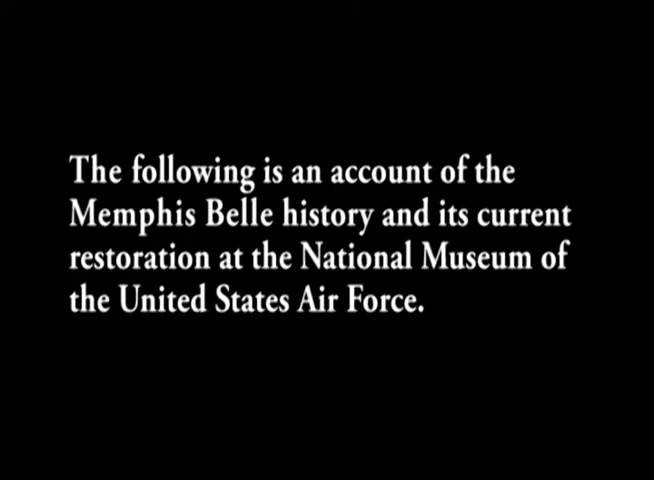 The following is an account of the
Memphis Belle history and its current
restoration at the National Museum of
the United States Air Force.